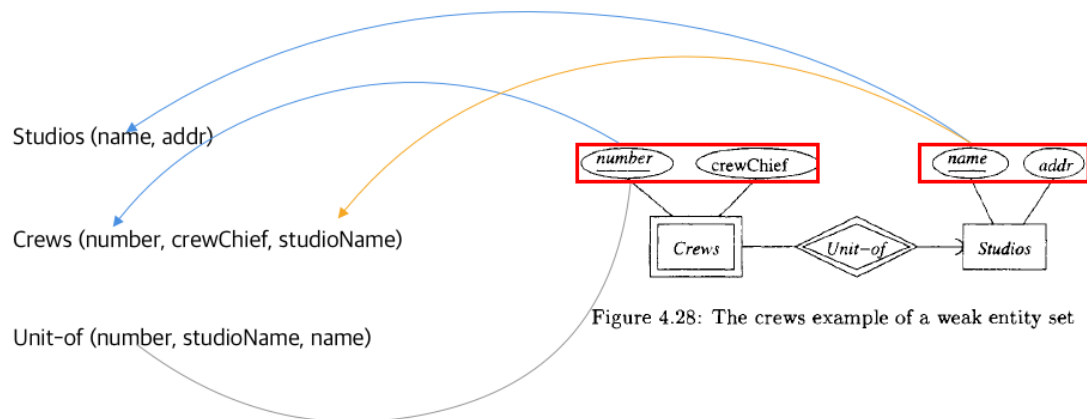 Studios (name, addr)
number
crewChief
name
addr
Crews (number, crewChief, studioName)
Crews
Unit-of
Studios
Figure 4.28: The crews example of a weak entity set
Unit-of (number, studioName, name)